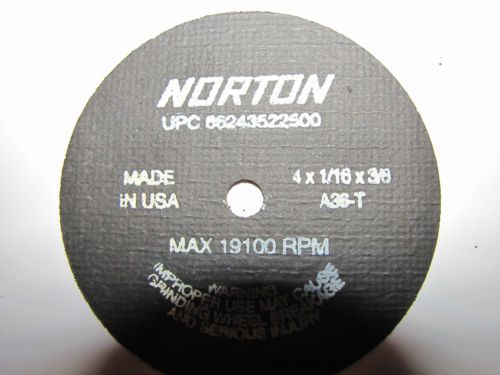 NORTON
UPC 66243522500
MADE
IN USA
4 x 1/16 x 3/8
A36-T
MAX 19100 RPM
WARNING
IMPROPER USE MAY CAUSE
GRINDING WHEEL BREAKAGE
AND SERIOUS INJURY